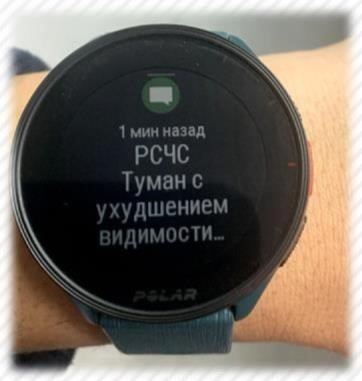 1 мин назад
РСЧС
Туман с
ухудшением
видимости...
POLAR